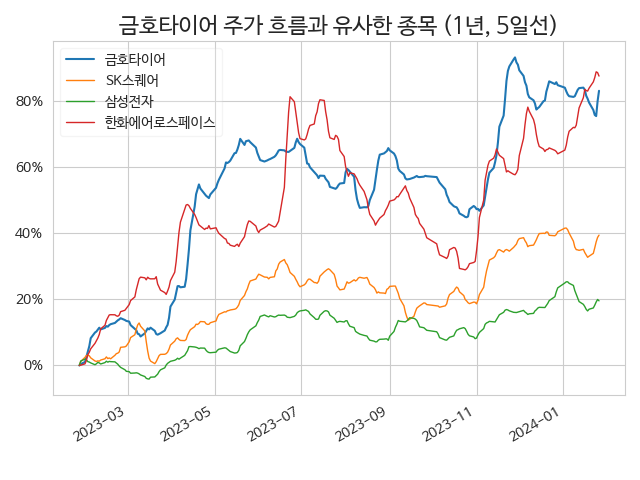 금호타이어 주가 흐름과 유사한 종목 (1년, 5일선)
금호타이어
SK스퀘어
삼성전자
한화에어로스페이스
80%
60%
40%
20%
0%
2023-03
2023-05
2023-07
2023-09
2023-11
2024-01